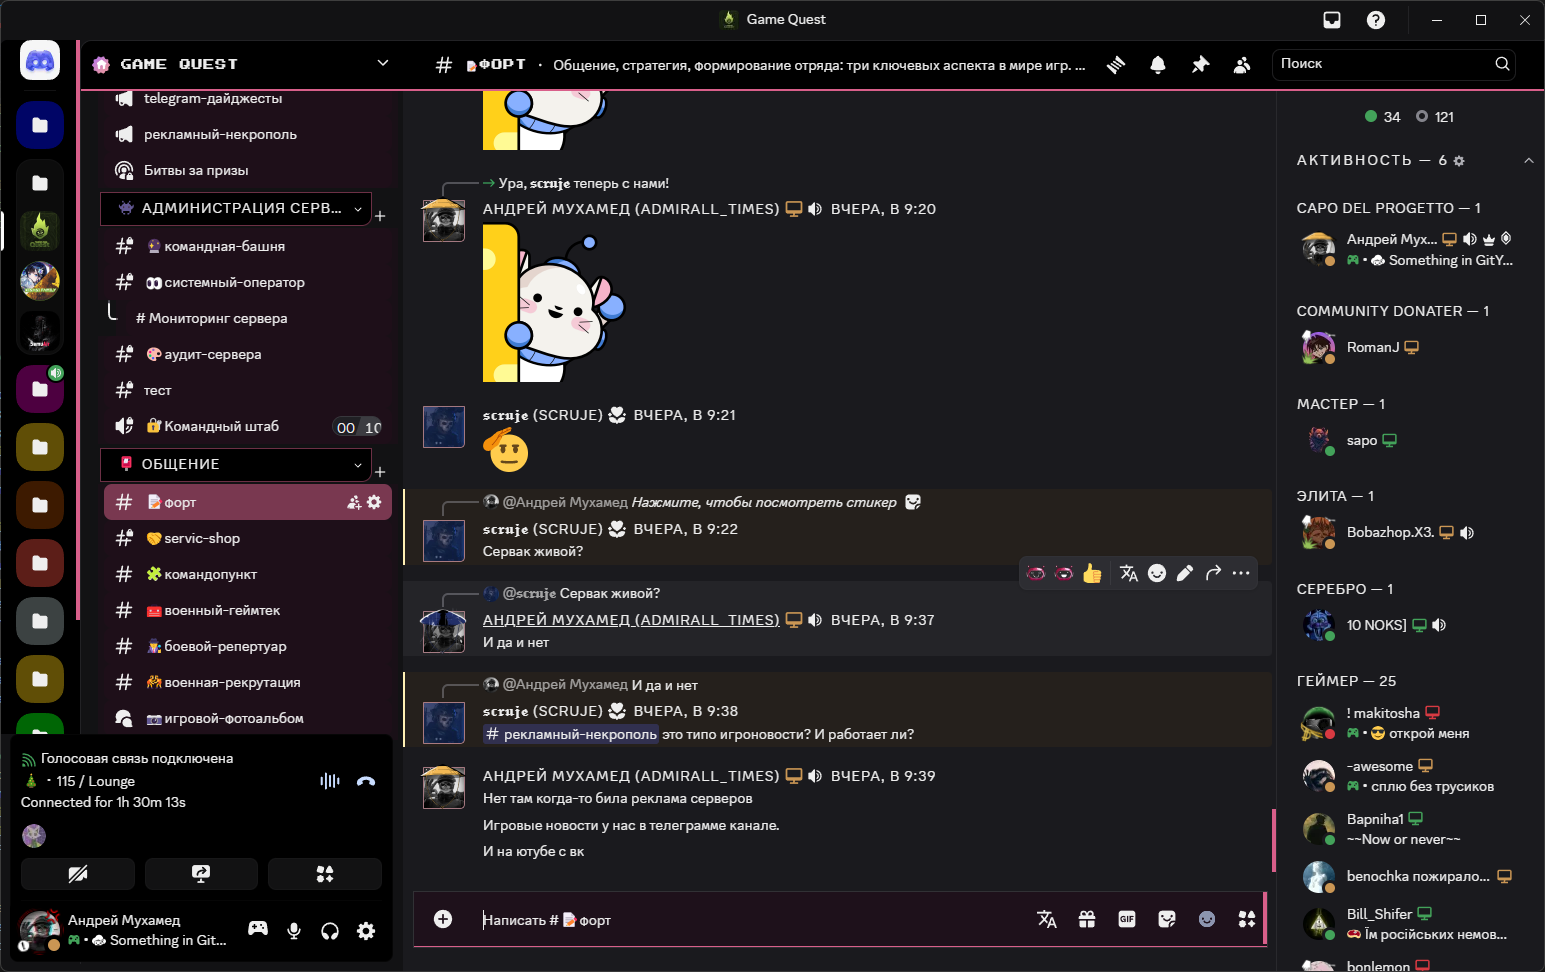 Game Quest
GAME QUEST
форт · Общение, стратегия, формирование отряда: три ключевых аспекта в мире игр. ...
Поиск
telegram-дайджесты
рекламный-некрополь
Битвы за призы
АДМИНИСТРАЦИЯ СЕРВ...
командная-башня
системный-оператор
# Мониторинг сервера
аудит-сервера
тест
Командный штаб
00 10
ОБЩЕНИЕ
форт
servic-shop
командопункт
военный-геймтек
боевой-репертуар
военная-рекрутация
игровой-фотоальбом
Голосовая связь подключена
· 115 / Lounge
Connected for 1h 30m 13s
Андрей Мухамед
• Something in Git...
Ура, 𝖘𝖈𝖗𝖚𝖏𝖊 теперь с нами!
АНДРЕЙ МУХАМЕД (ADMIRALL_TIMES) ВЧЕРА, В 9:20
𝖘𝖈𝖗𝖚𝖏𝖊 (SCRUJE) ВЧЕРА, В 9:21
@Андрей Мухамед Нажмите, чтобы посмотреть стикер
𝖘𝖈𝖗𝖚𝖏𝖊 (SCRUJE) ВЧЕРА, В 9:22
Сервак живой?
@𝖘𝖈𝖗𝖚𝖏𝖊 Сервак живой?
АНДРЕЙ МУХАМЕД (ADMIRALL_TIMES) ВЧЕРА, В 9:37
И да и нет
@Андрей Мухамед И да и нет
𝖘𝖈𝖗𝖚𝖏𝖊 (SCRUJE) ВЧЕРА, В 9:38
# рекламный-некрополь это типо игроновости? И работает ли?
АНДРЕЙ МУХАМЕД (ADMIRALL_TIMES) ВЧЕРА, В 9:39
Нет там когда-то била реклама серверов
Игровые новости у нас в телеграмме канале.
И на ютубе с вк
Написать # форт
GIF
34 121
АКТИВНОСТЬ — 6
CAPO DEL PROGETTO — 1
Андрей Мух...
• Something in GitY...
COMMUNITY DONATER — 1
RomanJ
МАСТЕР — 1
sapo
ЭЛИТА — 1
Bobazhop.X3.
СЕРЕБРО — 1
10 NOKS]
ГЕЙМЕР — 25
! makitosha
• открой меня
-awesome
• сплю без трусиков
Bapniha1
~~Now or never~~
benochka пожирало...
Bill_Shifer
Їм російських немов...
bonlemon